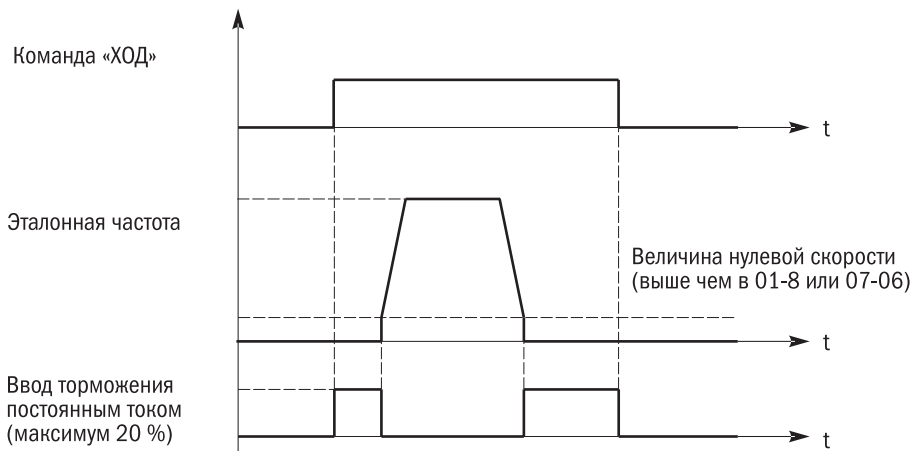 Команда «ХОД»
t
Эталонная частота
Величина нулевой скорости
(выше чем в 01-8 или 07-06)
t
Ввод торможения
постоянным током
(максимум 20 %)
t